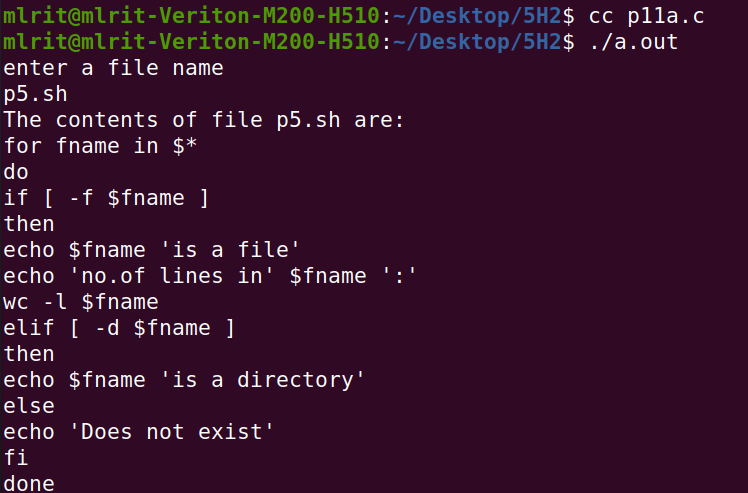 mlrit@mlrit-Veriton-M200-H510:~/Desktop/5H2$ cc p11a.c
mlrit@mlrit-Veriton-M200-H510:~/Desktop/5H2$ ./a.out
enter a file name
p5.sh
The contents of file p5.sh are:
for fname in $*
do
if [ -f $fname ]
then
echo $fname 'is a file'
echo 'no.of lines in' $fname ':'
wc -l $fname
elif [ -d $fname ]
then
echo $fname 'is a directory'
else
echo 'Does not exist'
fi
done